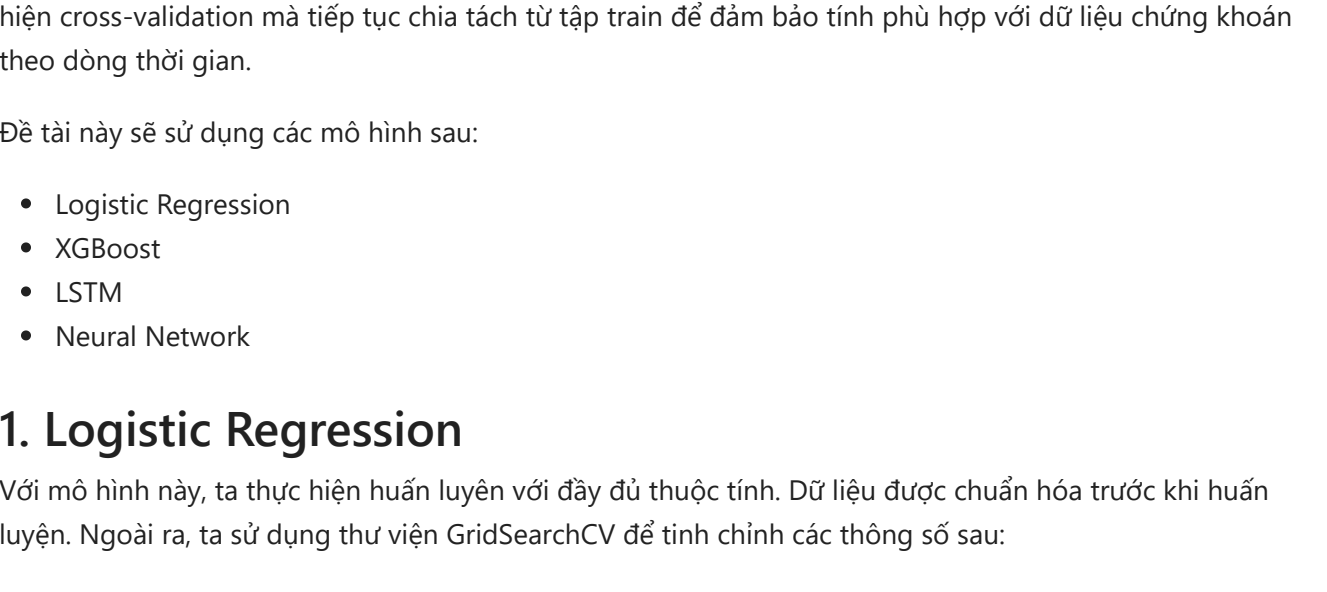 hiện cross-validation mà tiếp tục chia tách từ tập train để đảm bảo tính phù hợp với dữ liệu chứng khoán
theo dòng thời gian.
Đề tài này sẽ sử dụng các mô hình sau:
• Logistic Regression
• XGBoost
• LSTM
• Neural Network
1. Logistic Regression
Với mô hình này, ta thực hiện huấn luyên với đầy đủ thuộc tính. Dữ liệu được chuẩn hóa trước khi huấn
luyện. Ngoài ra, ta sử dụng thư viện GridSearchCV để tinh chỉnh các thông số sau: